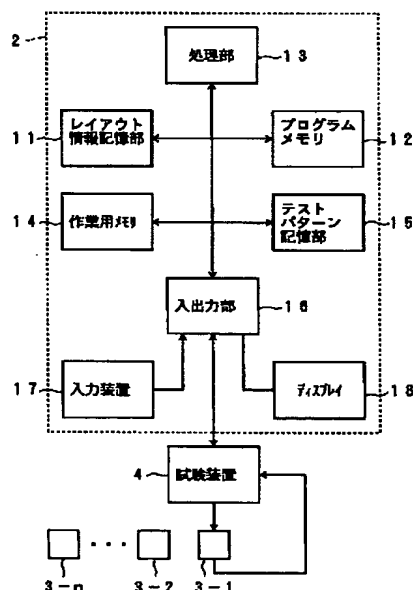 2
処理部
13
11
レイアウト
情報記憶部
プログラム
メモリ
12
14
作業用メモリ
テスト
パターン
記憶部
15
入出力部
16
17
入力装置
ディスプレイ
18
4
試験装置
3-n
3-2
3-1